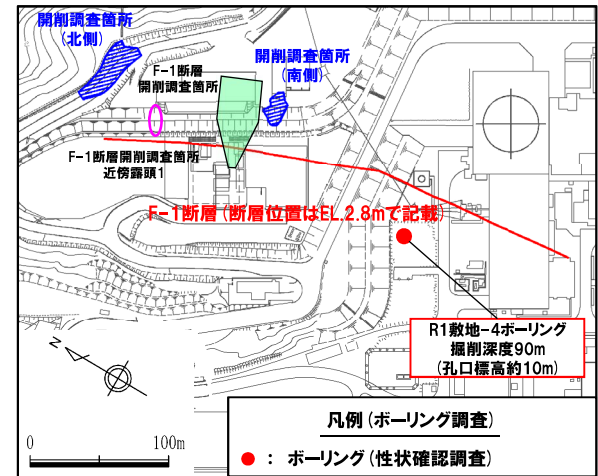 開削調査箇所
(北側)
F-1断層
開削調査箇所
開削調査箇所
(南側)
F-1断層開削調査箇所
近傍露頭1
F-1断層(断層位置はEL.2.8mで記載)
R1敷地-4ボーリング
掘削深度90m
(孔口標高約10m)
N
0 100m
凡例(ボーリング調査)
● : ボーリング(性状確認調査)